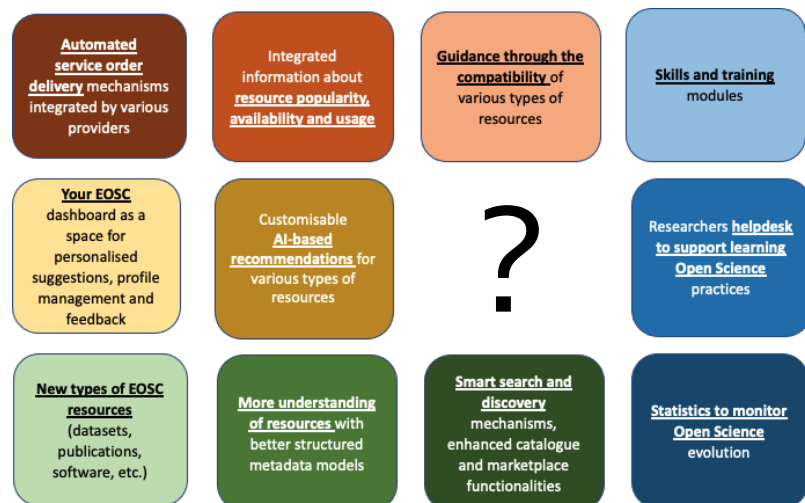 Automated
service order
delivery mechanisms
integrated by various
providers
Integrated
information about
resource popularity,
availability and usage
Guidance through the
compatibility of
various types of
resources
Skills and training
modules
Your EOSC
dashboard as a
space for
personalised
suggestions, profile
management and
feedback
Customisable
AI-based
recommendations for
various types of
resources
?
Researchers helpdesk
to support learning
Open Science
practices
New types of EOSC
resources
(datasets,
publications,
software, etc.)
More understanding
of resources with
better structured
metadata models
Smart search and
discovery
mechanisms,
enhanced catalogue
and marketplace
functionalities
Statistics to monitor
Open Science
evolution